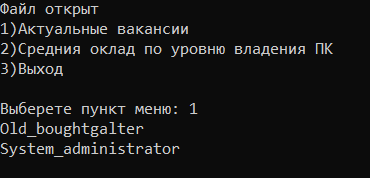 Файл открыт
1)Актуальные вакансии
2)Средния оклад по уровню владения ПК
3)Выход
Выберете пункт меню: 1
Old_boughtgalter
System_administrator